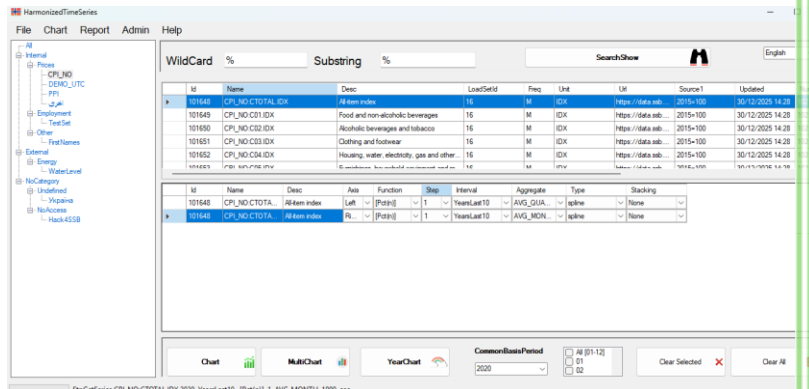 HarmonizedTimeSeries
File Chart Report Admin Help
All
Internal
Prices
CPI_NO
DEMO_UTC
PPI
أخرى
Employment
TestSet
Other
FirstNames
External
Energy
WaterLevel
NoCategory
Undefined
Україна
NoAccess
Hack4SSB
WildCard % Substring % SearchShow English
Id Name Desc LoadSetId Freq Unit Url Source1 Updated
101648 CPI_NO:CTOTAL.IDX All-item index 16 M IDX https://data.ssb... 2015=100 30/12/2025 14:28
101649 CPI_NO:C01.IDX Food and non-alcoholic beverages 16 M IDX https://data.ssb... 2015=100 30/12/2025 14:28
101650 CPI_NO:C02.IDX Alcoholic beverages and tobacco 16 M IDX https://data.ssb... 2015=100 30/12/2025 14:28
101651 CPI_NO:C03.IDX Clothing and footwear 16 M IDX https://data.ssb... 2015=100 30/12/2025 14:28
101652 CPI_NO:C04.IDX Housing, water, electricity, gas and other... 16 M IDX https://data.ssb... 2015=100 30/12/2025 14:28
Id Name Desc Axis Function Step Interval Aggregate Type Stacking
101648 CPI_NO:CTOTA... All-item index Left [Pct(n)] 1 YearsLast10 AVG_QUA... spline None
101648 CPI_NO:CTOTA... All-item index Ri... [Pct(n)] 1 YearsLast10 AVG_MON... spline None
Chart MultiChart YearChart CommonBasisPeriod
2020
All [01-12]
01
02
Clear Selected Clear All